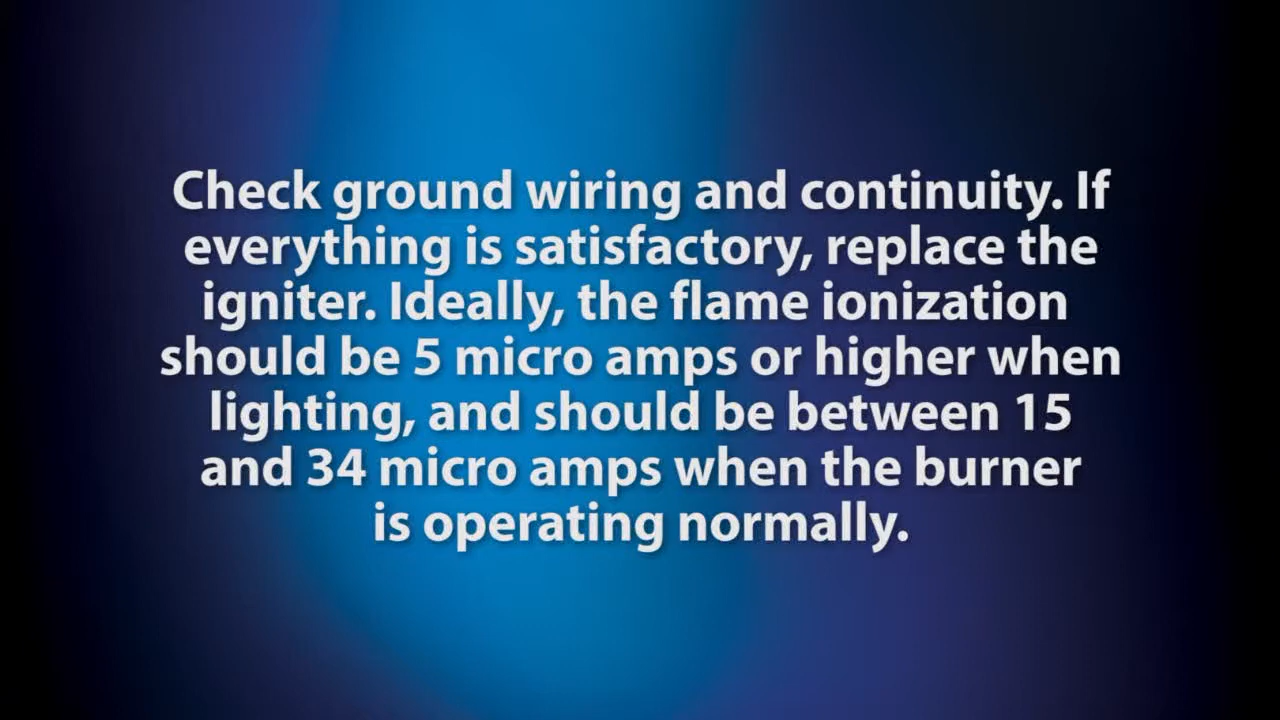 Check ground wiring and continuity. If
everything is satisfactory, replace the
igniter. Ideally, the flame ionization
should be 5 micro amps or higher when
lighting, and should be between 15
and 34 micro amps when the burner
is operating normally.